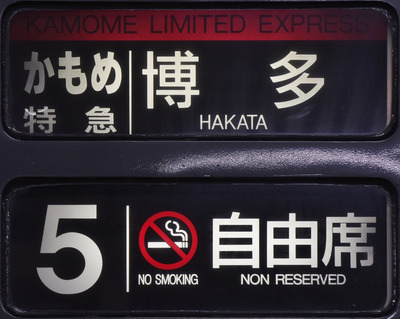 KAMOME LIMITED EXPRESS
かもめ 博多
特急 HAKATA
5 自由席
NO SMOKING NON RESERVED